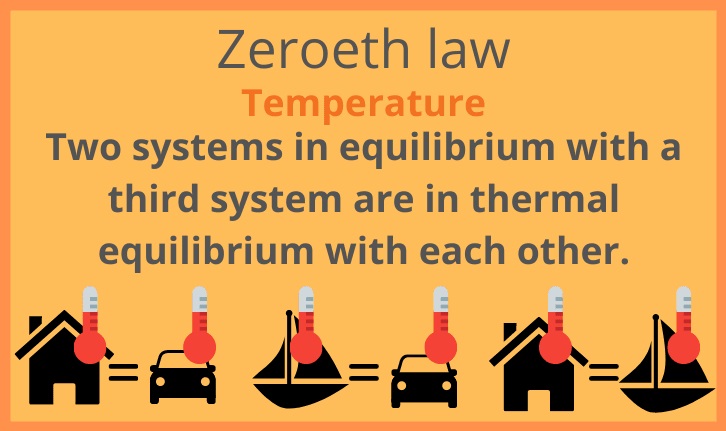 Zeroeth law
Temperature
Two systems in equilibrium with a
third system are in thermal
equilibrium with each other.